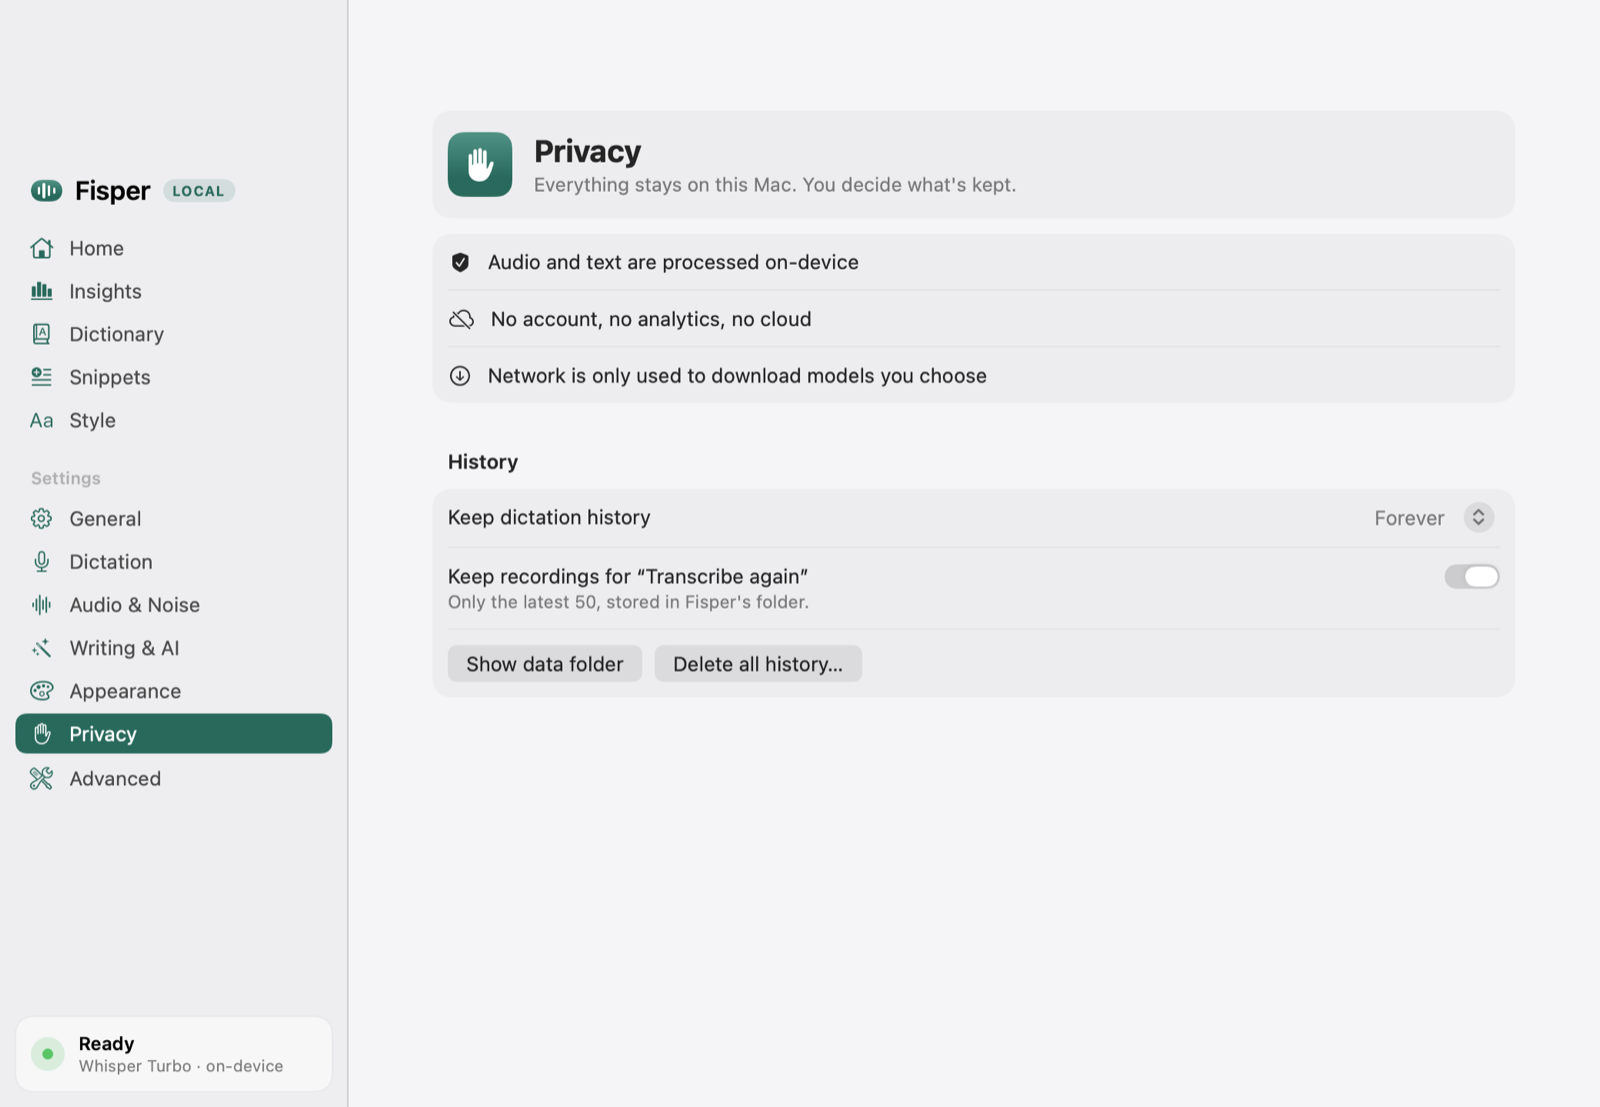 Fisper LOCAL
Home
Insights
Dictionary
Snippets
Aa Style
Settings
General
Dictation
Audio & Noise
Writing & AI
Appearance
Privacy
Advanced
Ready
Whisper Turbo · on-device
Privacy
Everything stays on this Mac. You decide what's kept.
Audio and text are processed on-device
No account, no analytics, no cloud
Network is only used to download models you choose
History
Keep dictation history Forever
Keep recordings for “Transcribe again”
Only the latest 50, stored in Fisper's folder.
Show data folder Delete all history...